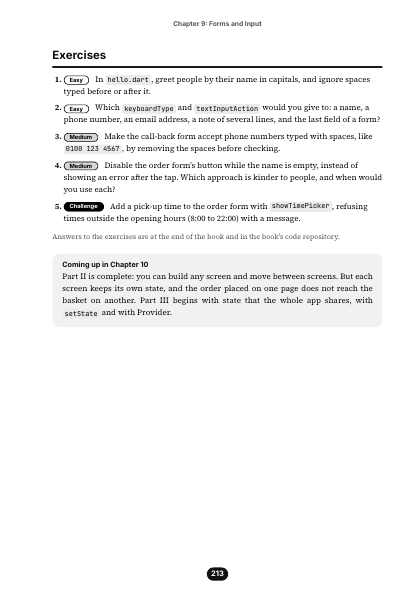 Chapter 9: Forms and Input
Exercises
1. Easy In hello.dart, greet people by their name in capitals, and ignore spaces
typed before or after it.
2. Easy Which keyboardType and textInputAction would you give to: a name, a
phone number, an email address, a note of several lines, and the last field of a form?
3. Medium Make the call-back form accept phone numbers typed with spaces, like
0100 123 4567, by removing the spaces before checking.
4. Medium Disable the order form's button while the name is empty, instead of
showing an error after the tap. Which approach is kinder to people, and when would
you use each?
5. Challenge Add a pick-up time to the order form with showTimePicker, refusing
times outside the opening hours (8:00 to 22:00) with a message.
Answers to the exercises are at the end of the book and in the book's code repository.
Coming up in Chapter 10
Part II is complete: you can build any screen and move between screens. But each
screen keeps its own state, and the order placed on one page does not reach the
basket on another. Part III begins with state that the whole app shares, with
setState and with Provider.
213